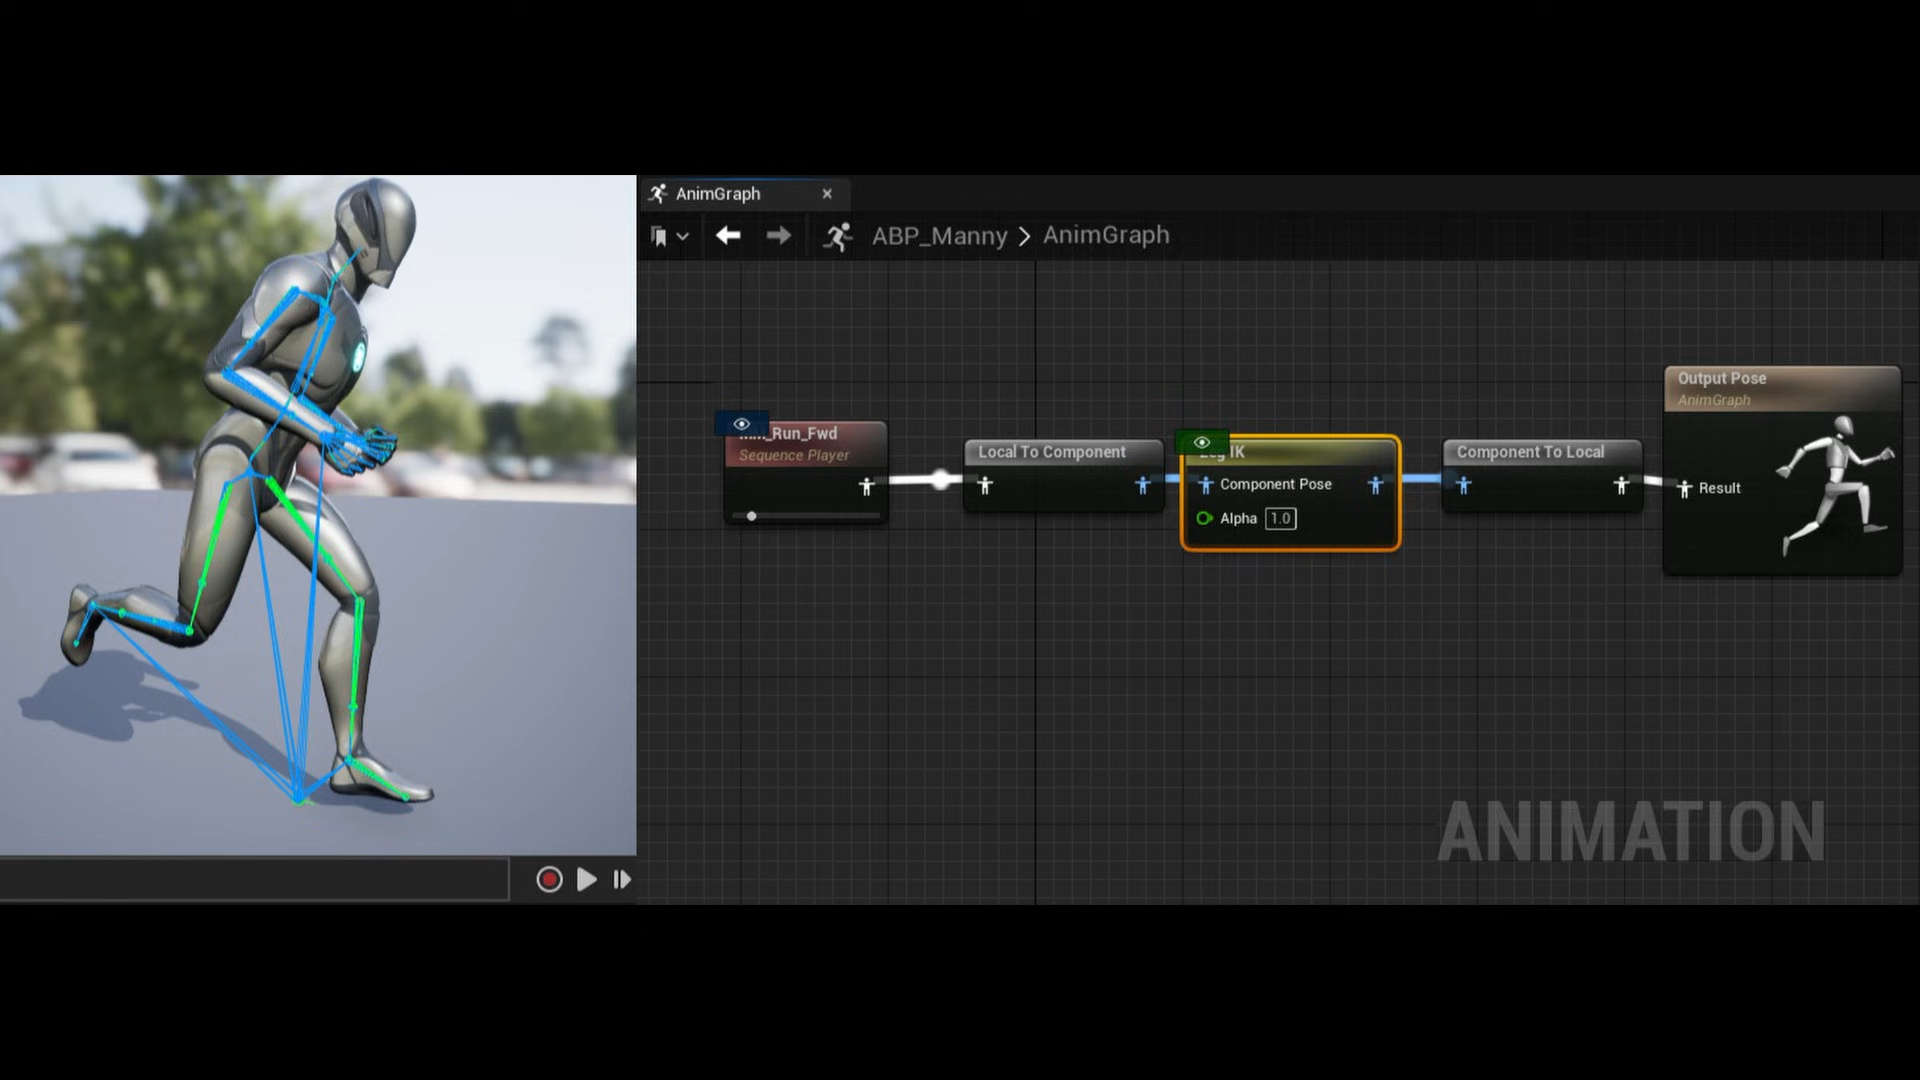 AnimGraph
ABP_Manny > AnimGraph
Run_Fwd
Sequence Player
Local To Component
IK
Component Pose
Alpha 1.0
Component To Local
Output Pose
AnimGraph
Result
ANIMATION